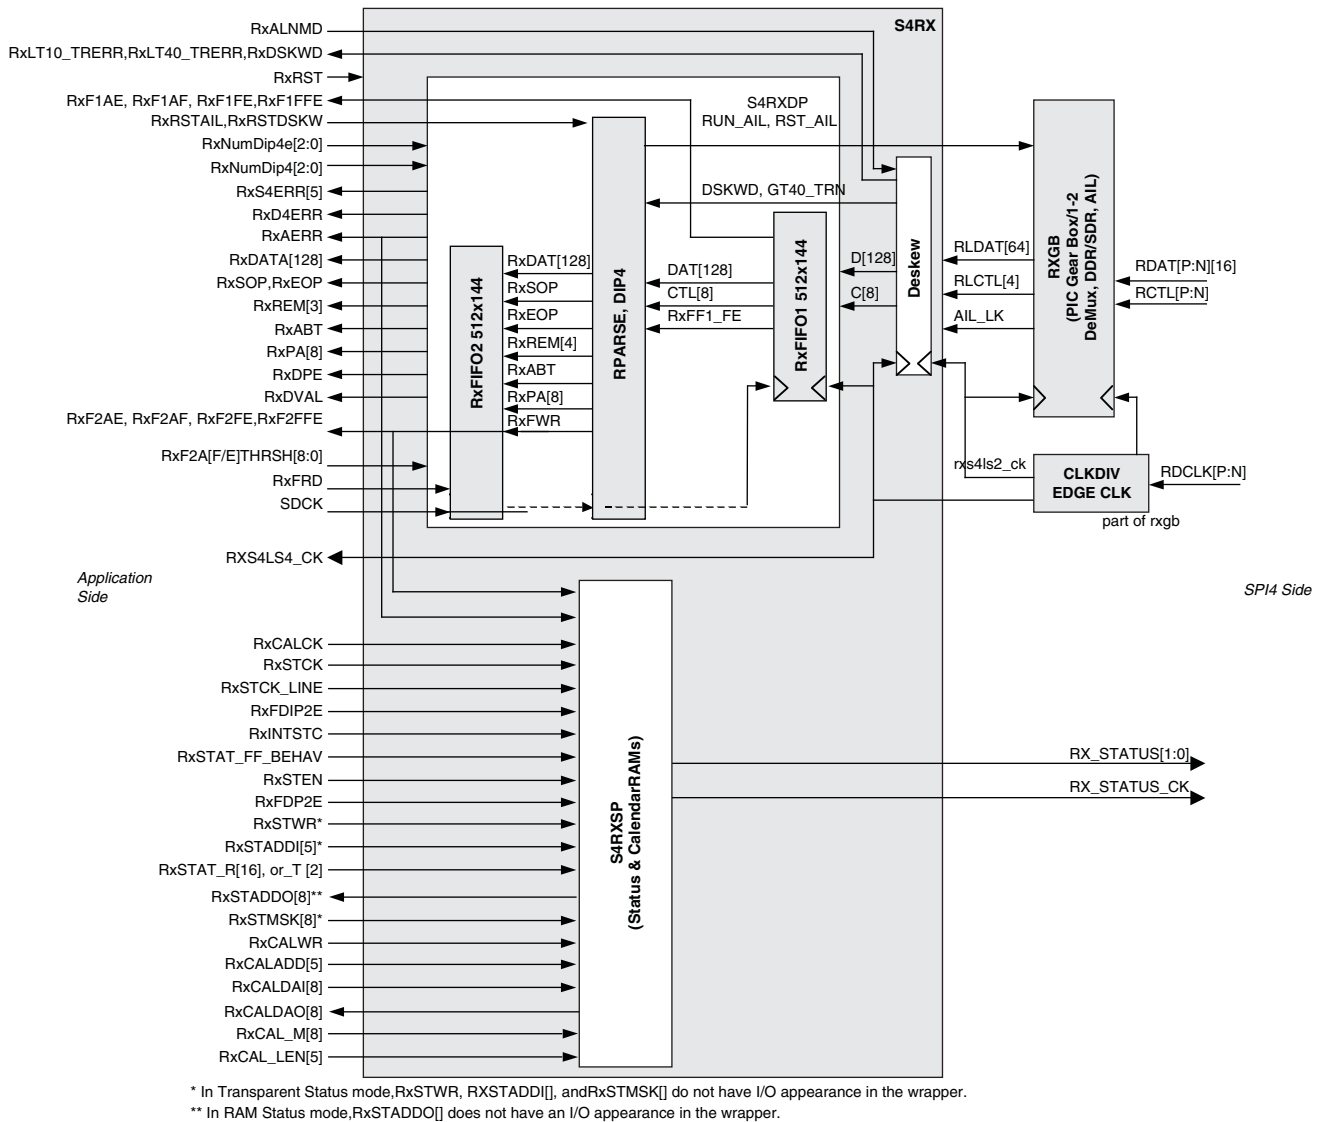 S4RX
RxALNMD
RxLT10_TRERR,RxLT40_TRERR,RxDSKWD
RxRST
RxF1AE, RxF1AF, RxF1FE,RxF1FFE
RxRSTAIL,RxRSTDSKW
RxNumDip4e[2:0]
RxNumDip4[2:0]
RxS4ERR[5]
RxD4ERR
RxAERR
RxDATA[128]
RxSOP,RxEOP
RxREM[3]
RxABT
RxPA[8]
RxDPE
RxDVAL
RxF2AE, RxF2AF, RxF2FE,RxF2FFE
RxF2A[F/E]THRSH[8:0]
RxFRD
SDCK
RXS4LS4_CK
Application
Side
RxCALCK
RxSTCK
RxSTCK_LINE
RxFDIP2E
RxINTSTC
RxSTAT_FF_BEHAV
RxSTEN
RxFDP2E
RxSTWR*
RxSTADDI[5]*
RxSTAT_R[16], or_T [2]
RxSTADDO[8]**
RxSTMSK[8]*
RxCALWR
RxCALADD[5]
RxCALDAI[8]
RxCALDAO[8]
RxCAL_M[8]
RxCAL_LEN[5]
RxFIFO2 512x144
RxDAT[128]
RxSOP
RxEOP
RxREM[4]
RxABT
RxPA[8]
RxFWR
RPARSE, DIP4
S4RXDP
RUN_AIL, RST_AIL
DSKWD, GT40_TRN
DAT[128]
CTL[8]
RxFF1_FE
RxFIFO1 512x144
D[128]
C[8]
Deskew
RLDAT[64]
RLCTL[4]
AIL_LK
RXGB
(PIC Gear Box/1-2
DeMux, DDR/SDR, AIL)
RDAT[P:N][16]
RCTL[P:N]
rxs4ls2_ck
CLKDIV
EDGE CLK
RDCLK[P:N]
part of rxgb
SPI4 Side
S4RXSP
(Status & CalendarRAMs)
RX_STATUS[1:0]
RX_STATUS_CK
* In Transparent Status mode,RxSTWR, RXSTADDI[], andRxSTMSK[] do not have I/O appearance in the wrapper.
** In RAM Status mode,RxSTADDO[] does not have an I/O appearance in the wrapper.